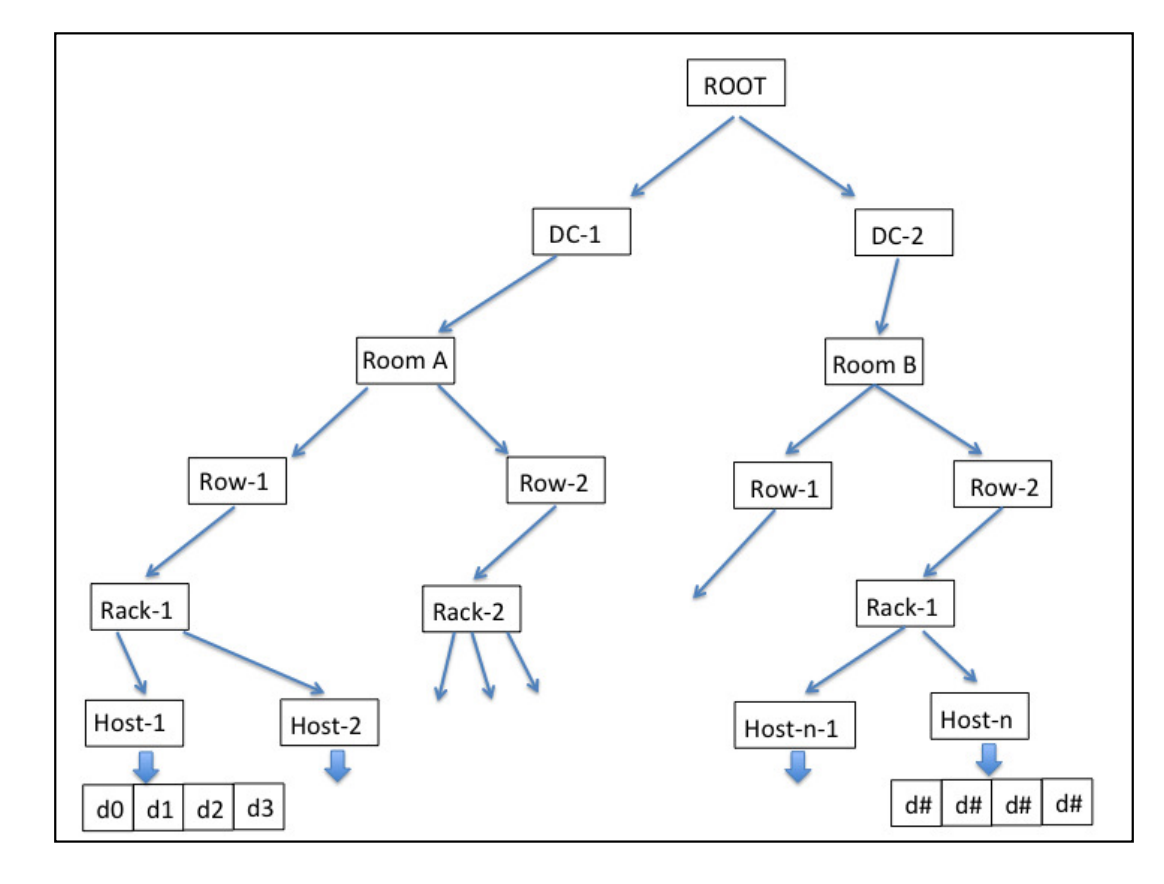 ROOT
DC-1
DC-2
Room A
Room B
Row-1
Row-2
Row-1
Row-2
Rack-1
Rack-2
Rack-1
Host-1
Host-2
Host-n-1
Host-n
d0 d1 d2 d3
d# d# d# d#